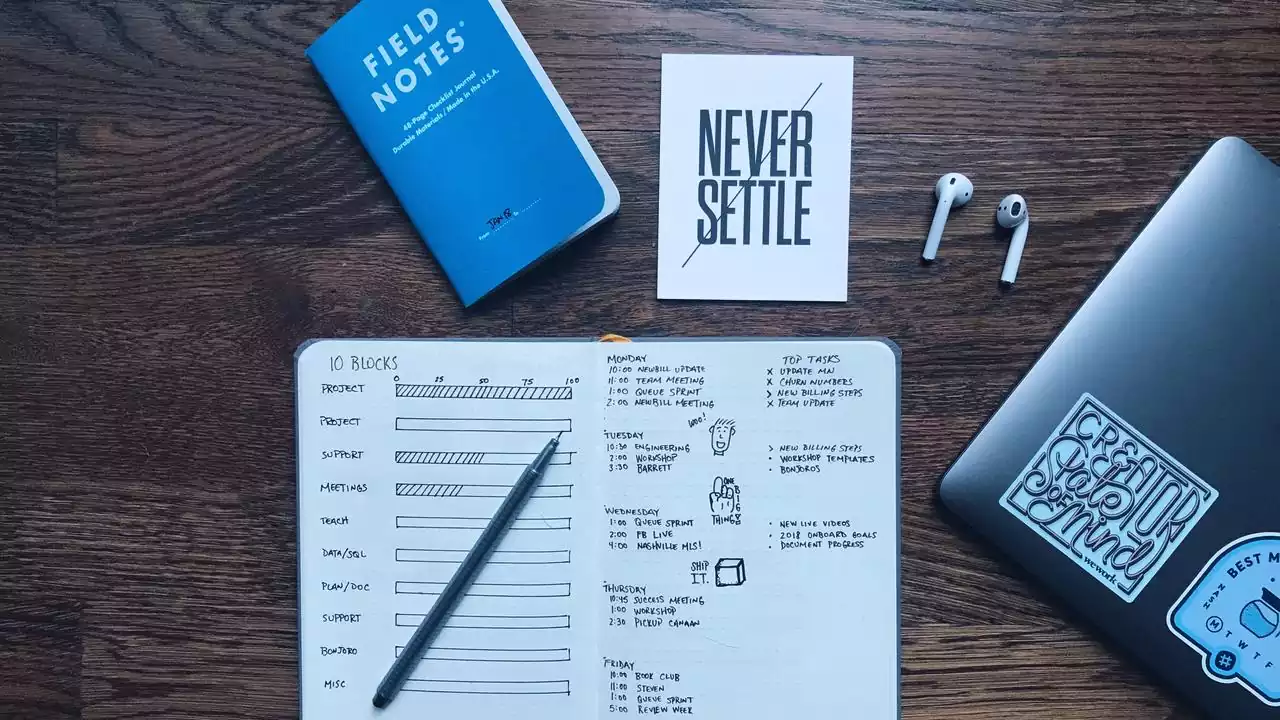 FIELD
NOTES®
48-Page Checklist Journal
Durable Materials / Made in the U.S.A.
From JAN 18 to
NEVER
SETTLE
10 BLOCKS
0 25 50 75 100
PROJECT
PROJECT
SUPPORT
MEETINGS
TEACH
DATA/SQL
PLAN/DOC
SUPPORT
BONJORO
MISC
MONDAY
10:00 NEWBILL UPDATE
11:00 TEAM MEETING
1:00 QUEUE SPRINT
2:00 NEWBILL MEETING
TOP TASKS
× UPDATE MN
× CHURN NUMBERS
> NEW BILLING STEPS
× TEAM UPDATE
WOO!
TUESDAY
10:30 ENGINEERING
2:00 WORKSHOP
3:30 BARRETT
> NEW BILLING STEPS
• WORKSHOP TEMPLATES
• BONJOROS
ONE
BIG
THING
WEDNESDAY
1:00 QUEUE SPRINT
2:00 FB LIVE
4:00 NASHVILLE MLS!
• NEW LIVE VIDEOS
• 2018 ONBOARD GOALS
• DOCUMENT PROGRESS
SHIP
IT.
THURSDAY
10:45 SUCCESS MEETING
1:00 WORKSHOP
2:30 PICKUP CANAAN
FRIDAY
10:00 BOOK CLUB
11:00 STEVEN
1:00 QUEUE SPRINT
5:00 REVIEW WEEK
CREATOR
State
OF
Mind
wework
BEST M
NASH
M T W T F
#